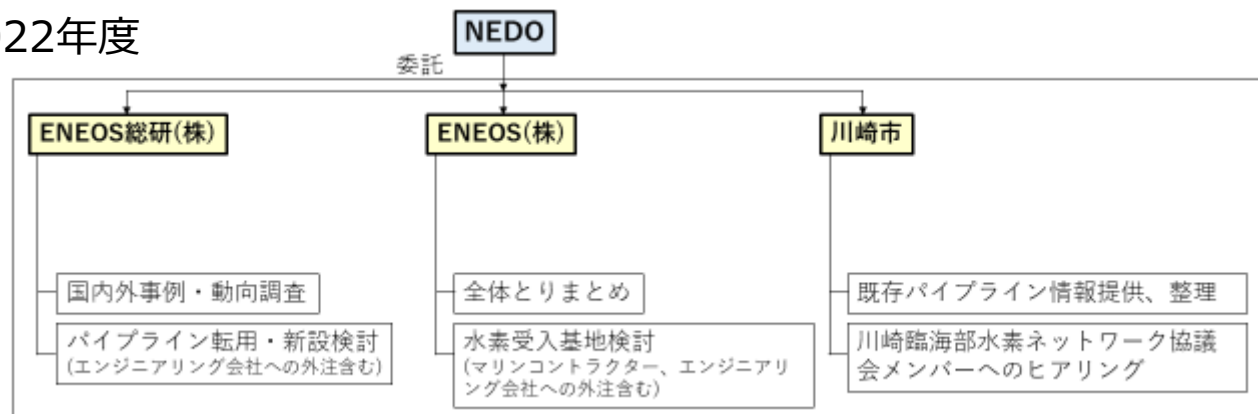 022年度
NEDO
委託
ENEOS総研(株)
ENEOS(株)
川崎市
国内外事例・動向調査
パイプライン転用・新設検討
(エンジニアリング会社への外注含む)
全体とりまとめ
水素受入基地検討
(マリンコントラクター、エンジニアリ
ング会社への外注含む)
既存パイプライン情報提供、整理
川崎臨海部水素ネットワーク協議
会メンバーへのヒアリング